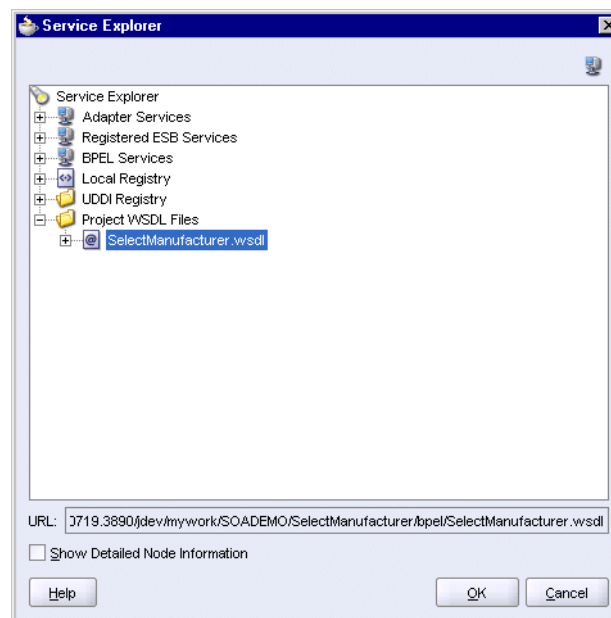 Service Explorer
Service Explorer
Adapter Services
Registered ESB Services
BPEL Services
Local Registry
UDDI Registry
Project WSDL Files
SelectManufacturer.wsdl
URL: 0719.3890/jdev/mywork/SOADEMO/SelectManufacturer/bpel/SelectManufacturer.wsdl
Show Detailed Node Information
Help OK Cancel